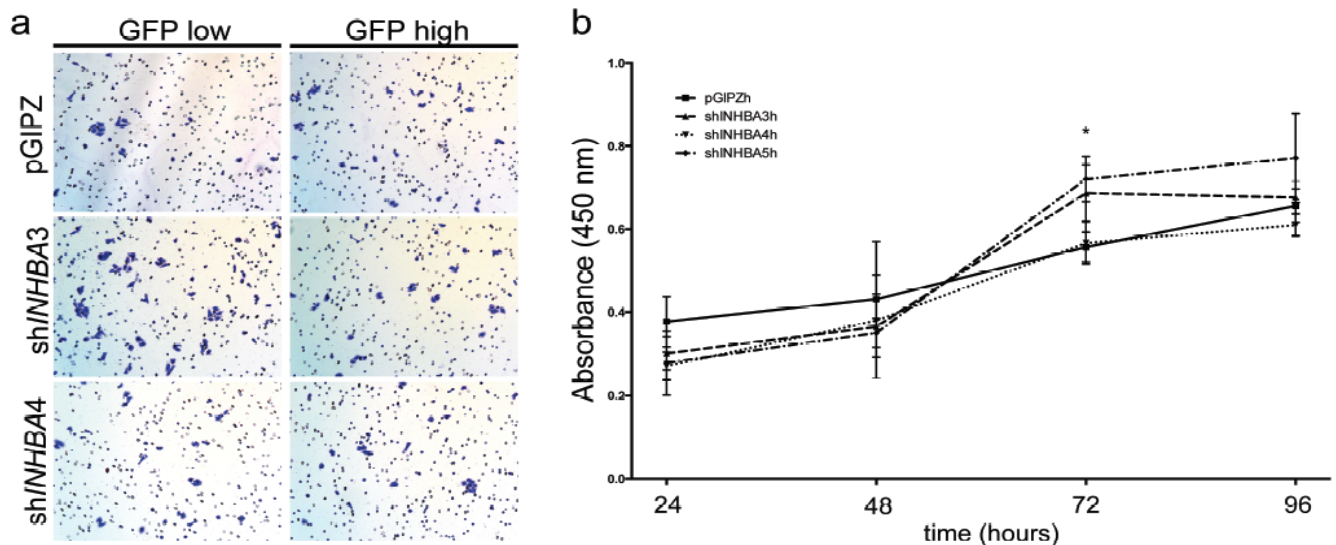 a
GFP low
GFP high
pGIPZ
shINHBA3
shINHBA4
b
1.0
0.8
0.6
0.4
0.2
0.0
Absorbance (450 nm)
pGIPZh
shINHBA3h
shINHBA4h
shINHBA5h
*
24
48
72
96
time (hours)